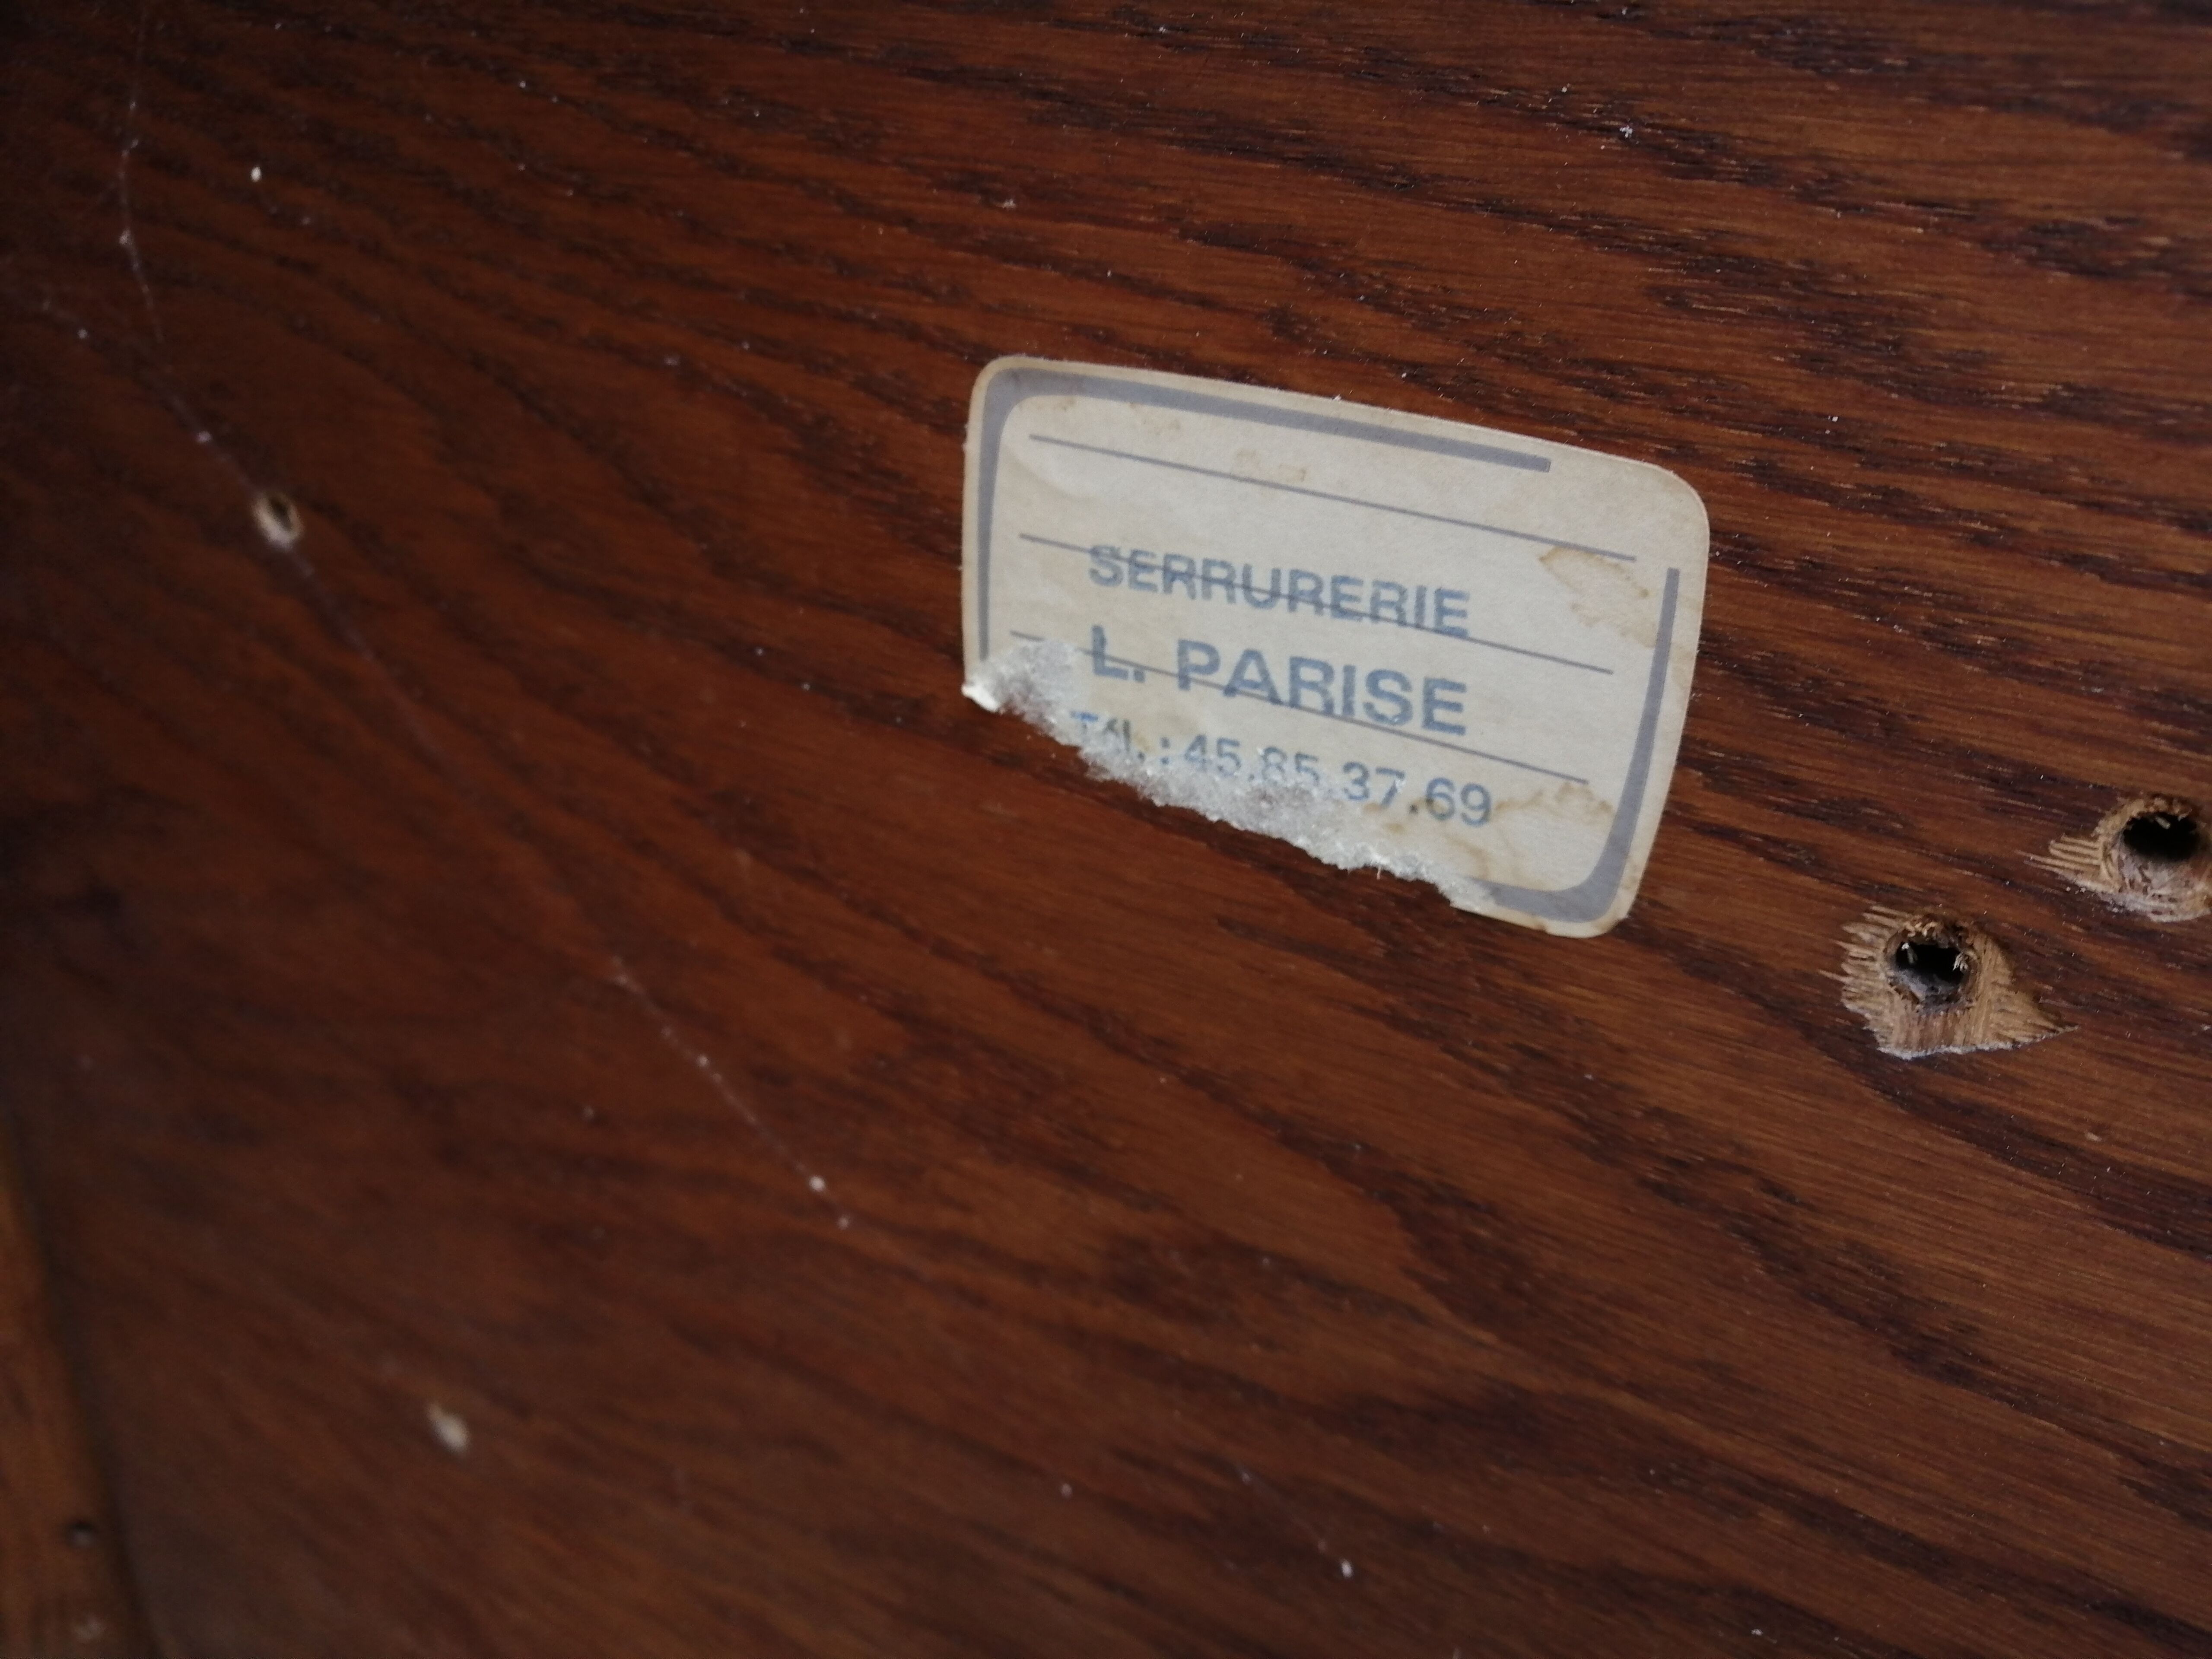 SERRURERIE
L. PARISE
Tél. : 45.85.37.69